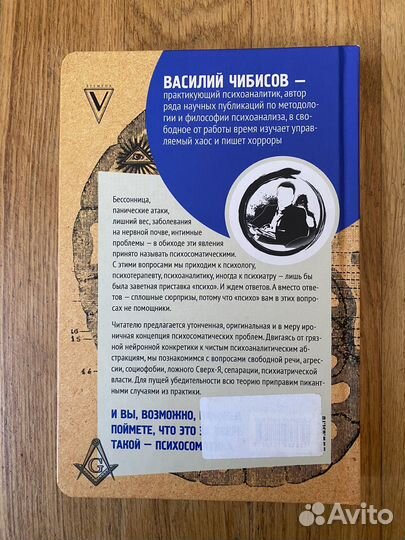 ВАСИЛИЙ ЧИБИСОВ —
практикующий психоаналитик, автор
ряда научных публикаций по методоло-
гии и философии психоанализа, в сво-
бодное от работы время изучает управ-
ляемый хаос и пишет хорроры
V
Бессонница,
панические атаки,
лишний вес, заболевания
на нервной почве, интимные
проблемы — в обиходе эти явления
принято называть психосоматическими.
С этими вопросами мы приходим к психологу,
психотерапевту, психоаналитику, иногда к психиатру — лишь бы
была заветная приставка «психо». И ждем ответов. А вместо отве-
тов — сплошные сюрпризы, потому что «психо» вам в этих вопро-
сах не помощники.
Читателю предлагается утонченная, оригинальная и в меру иро-
ничная концепция психосоматических проблем. Двигаясь от гряз-
ной нейронной конкретики к чистым психоаналитическим аб-
стракциям, мы познакомимся с вопросами свободной речи, агрес-
сии, социофобии, ложного Сверх-Я, сепарации, психиатрической
власти. Для пущей убедительности всю теорию приправим пикант-
ными случаями из практики.
И ВЫ, ВОЗМОЖНО,
ПОЙМЕТЕ, ЧТО ЭТО З
ТАКОЙ — ПСИХОСОМ
G
Avito